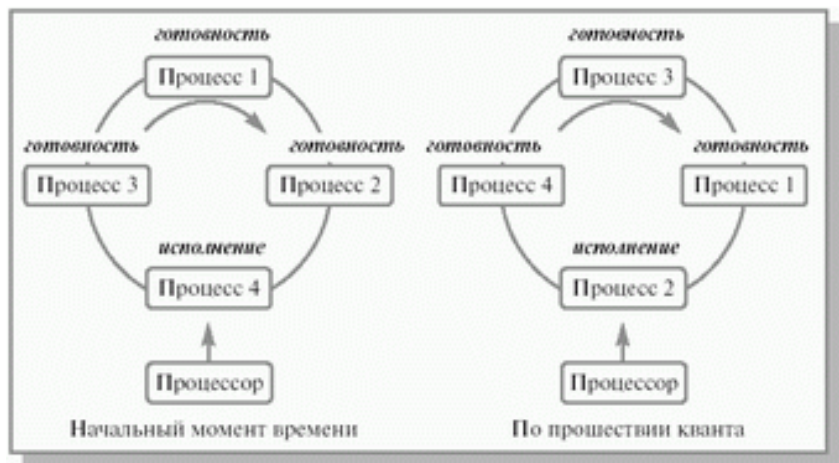 готовность
Процесс 1
готовность
готовность
Процесс 3
Процесс 2
исполнение
Процесс 4
Процессор
Начальный момент времени
готовность
Процесс 3
готовность
готовность
Процесс 4
Процесс 1
исполнение
Процесс 2
Процессор
По прошествии кванта